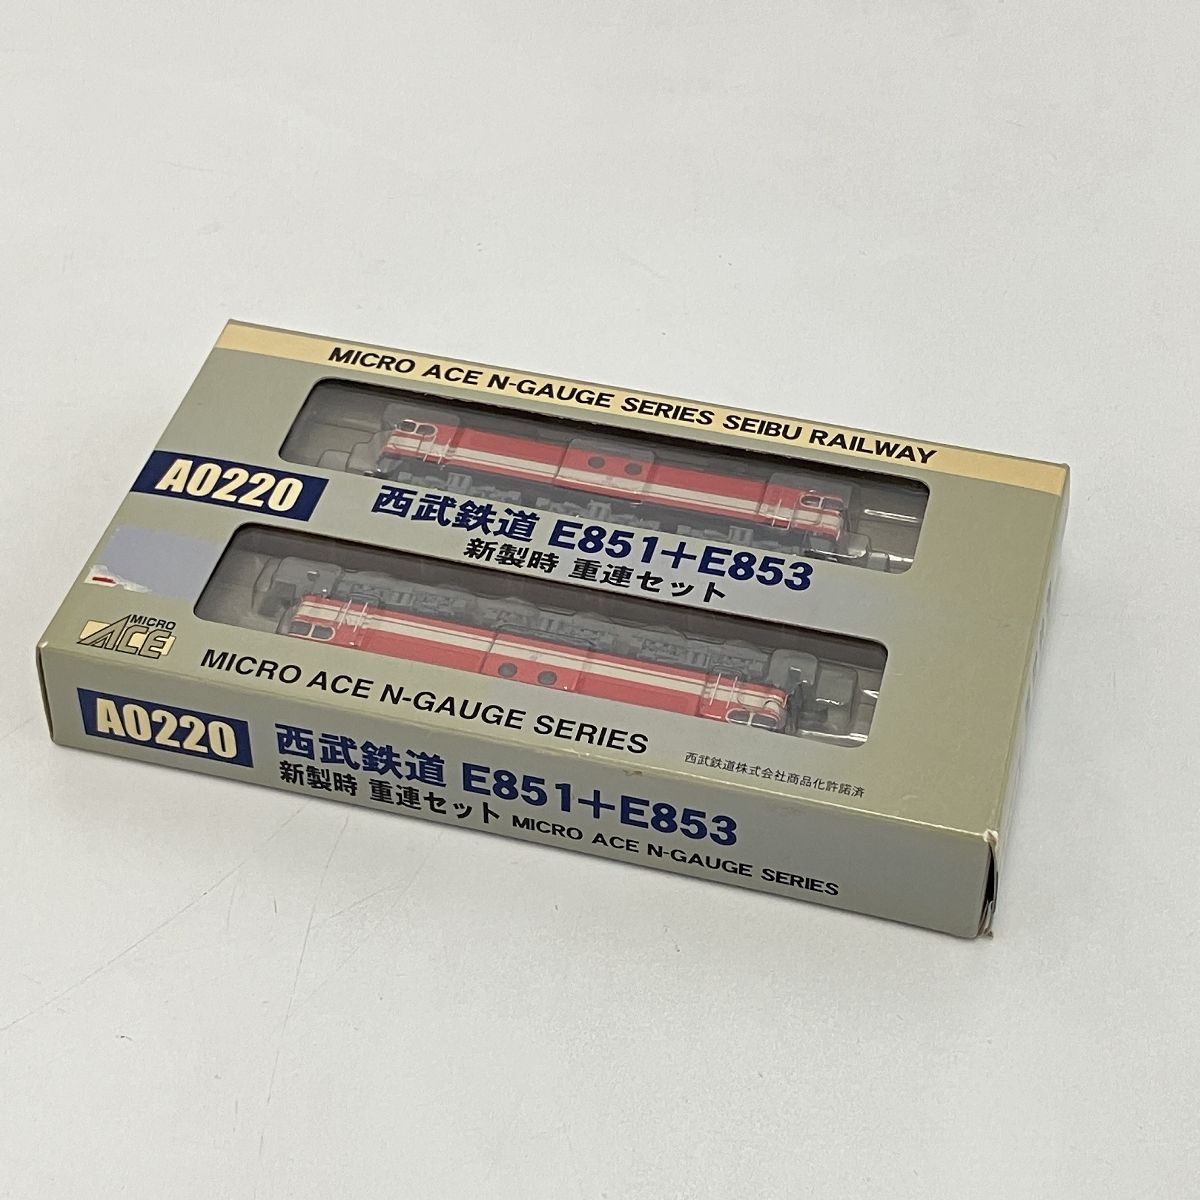 MICRO ACE N-GAUGE SERIES SEIBU RAILWAY
A0220
西武鉄道 E851+E853
新製時 重連セット
MICRO
ACE
MICRO ACE N-GAUGE SERIES
西武鉄道株式会社商品化許諾済
A0220
西武鉄道 E851+E853
新製時 重連セット MICRO ACE N-GAUGE SERIES